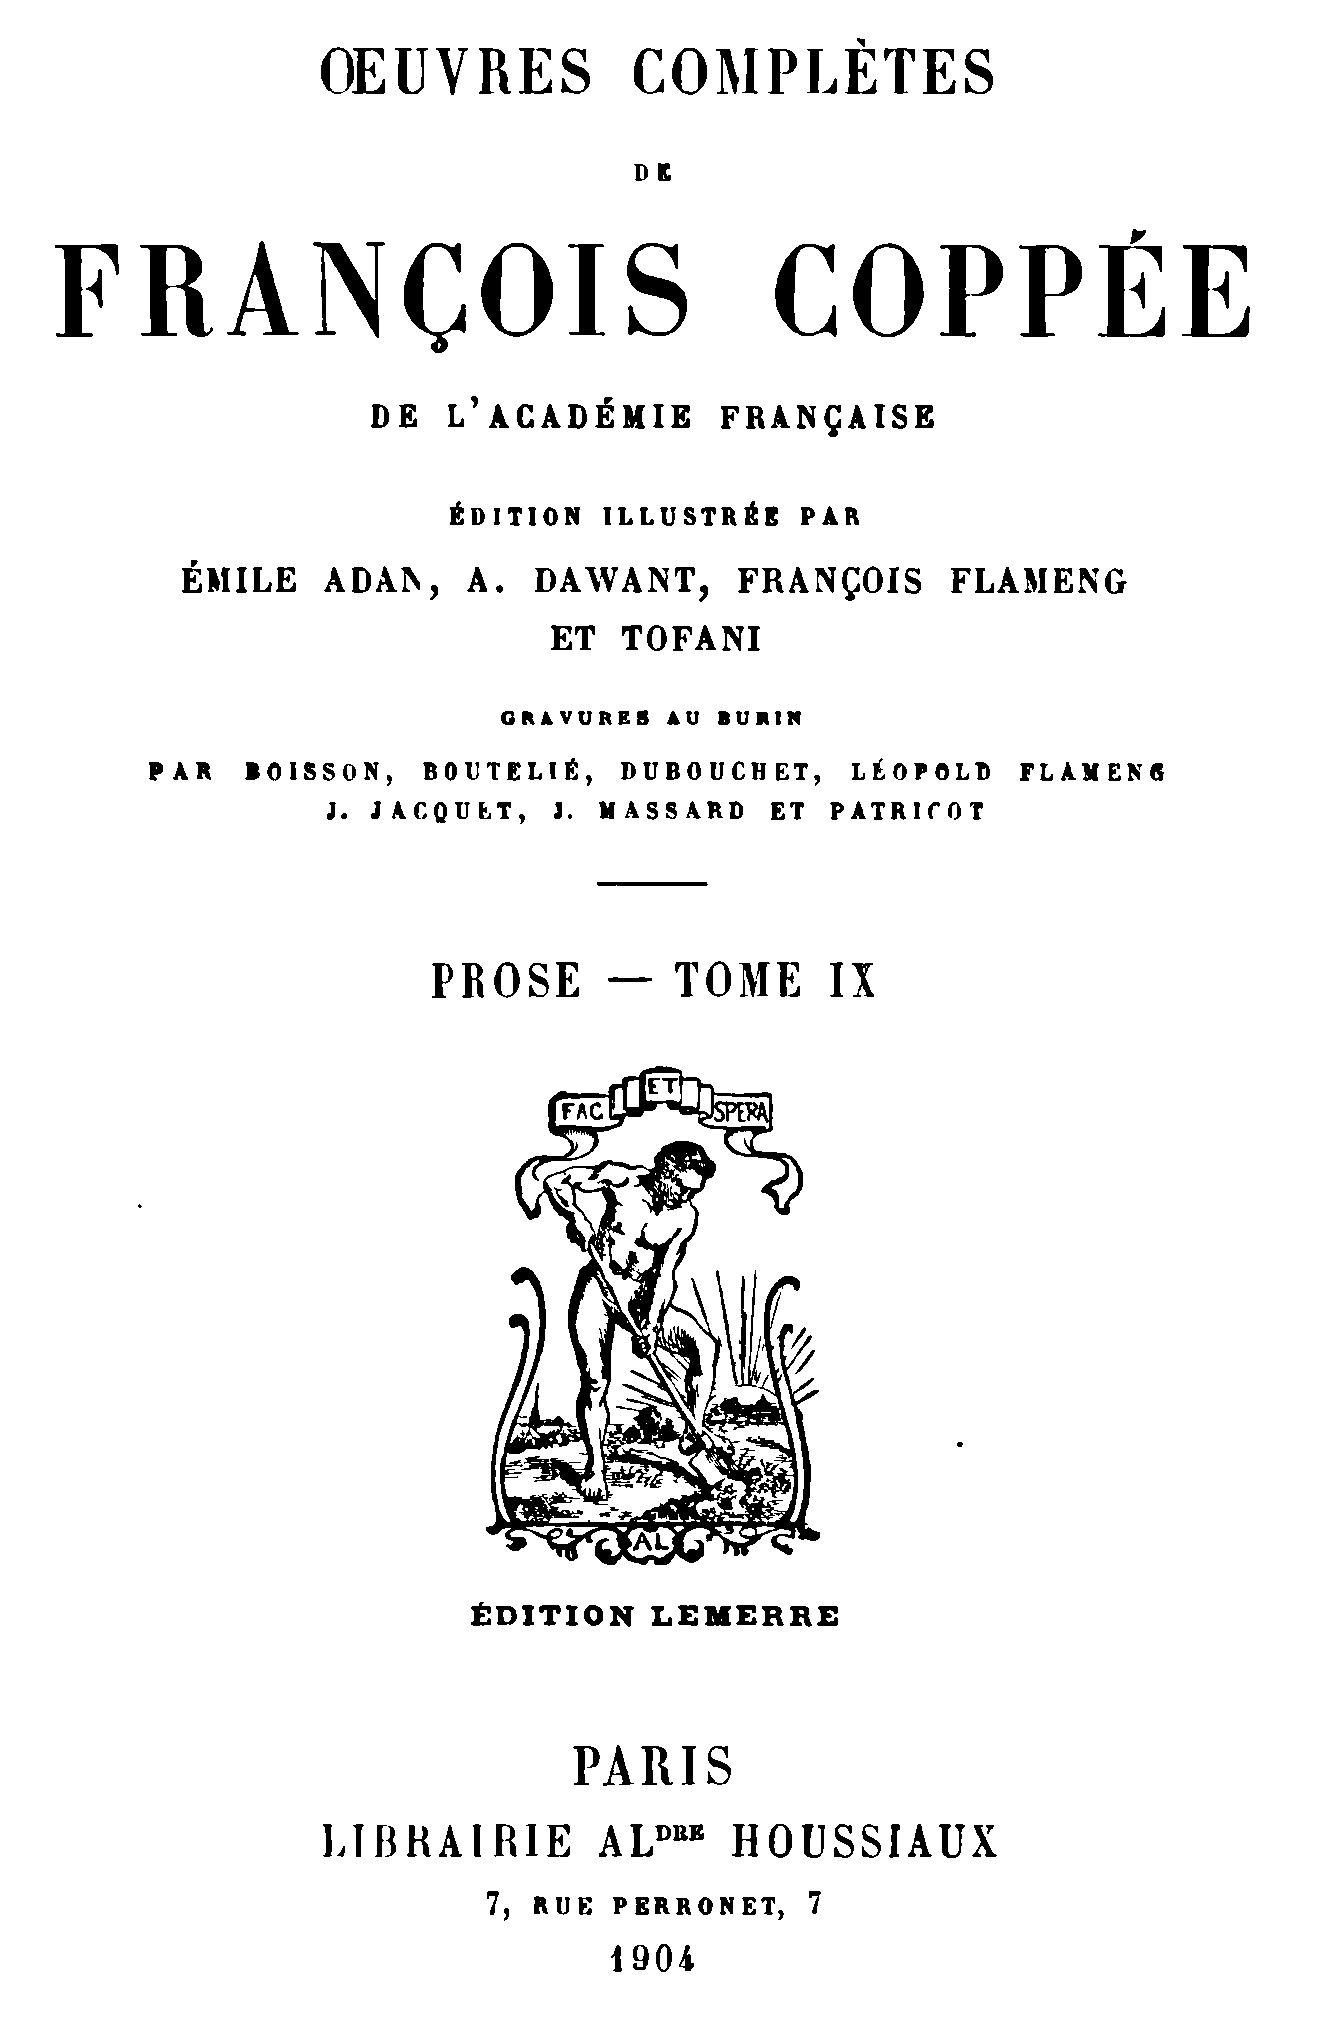 ŒUVRES COMPLÈTES
DE
FRANÇOIS COPPÉE
DE L'ACADÉMIE FRANÇAISE
ÉDITION ILLUSTRÉE PAR
ÉMILE ADAN, A. DAWANT, FRANÇOIS FLAMENG
ET TOFANI
GRAVURES AU BURIN
PAR BOISSON, BOUTELIÉ, DUBOUCHET, LÉOPOLD FLAMENG
J. JACQUET, J. MASSARD ET PATRICOT
PROSE — TOME IX
FAC ET SPERA
AL
ÉDITION LEMERRE
PARIS
LIBRAIRIE ALDRE HOUSSIAUX
7, RUE PERRONET, 7
1904